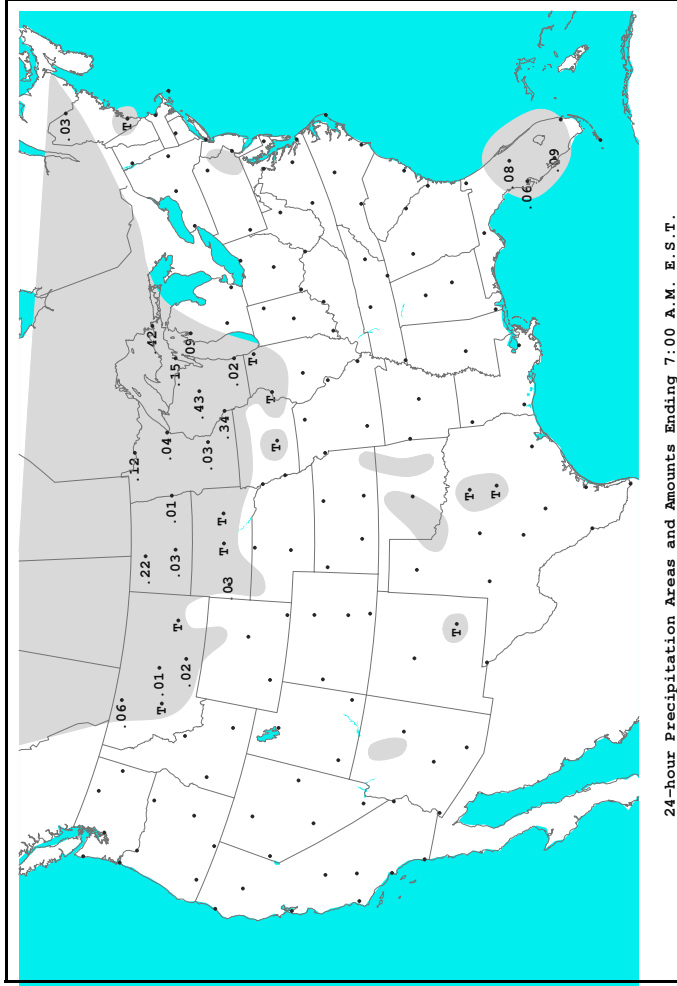 .03
.06
T
.12
.22
.42
T .01
.04
.01
.15
.03
T
.02
.09
.43
.03
T T .34
.03
.02
T
T
T
T
T
T
.08
.06
.09
24-hour Precipitation Areas and Amounts Ending 7:00 A.M. E.S.T.